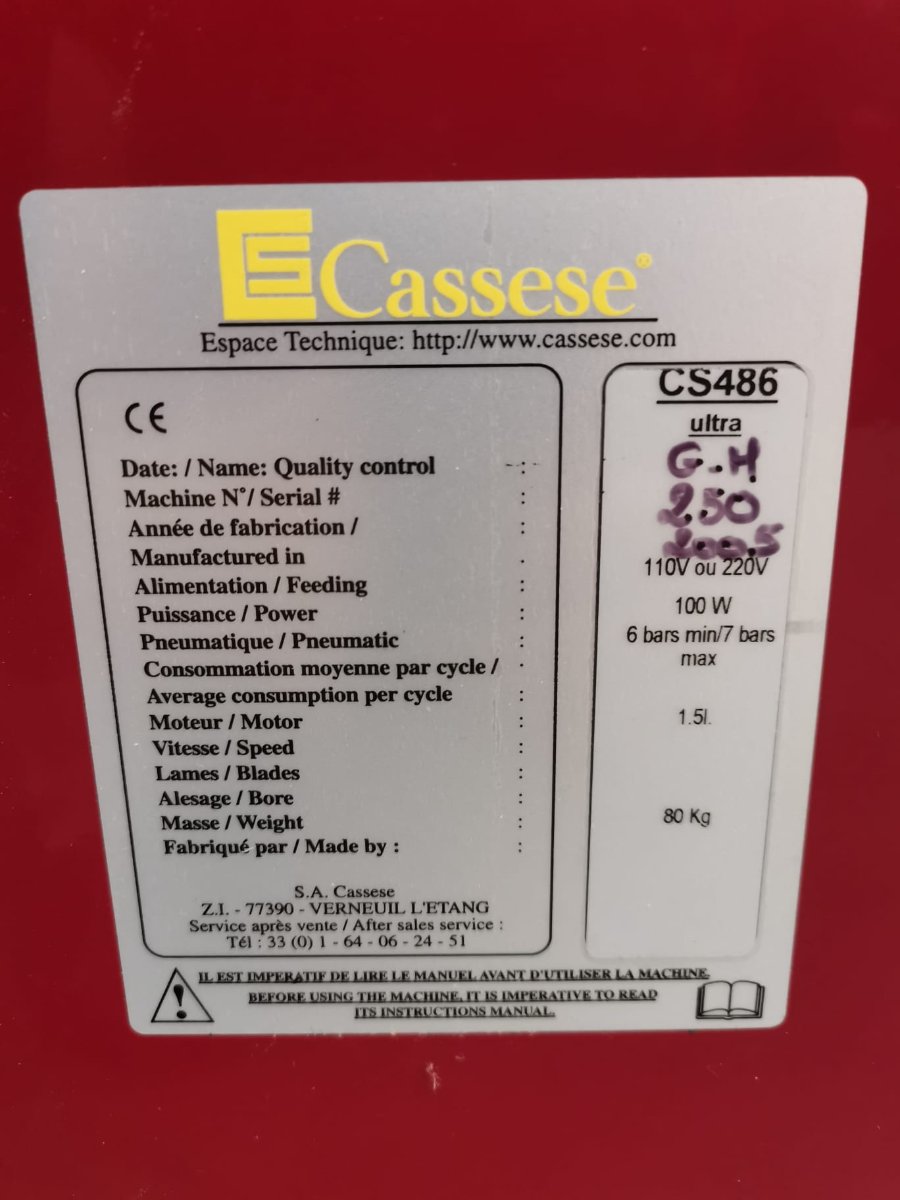 Cassese®
Espace Technique: http://www.cassese.com
CE
Date: / Name: Quality control :
Machine N°/ Serial # :
Année de fabrication / :
Manufactured in .
Alimentation / Feeding :
Puissance / Power :
Pneumatique / Pneumatic :
Consommation moyenne par cycle / ·
Average consumption per cycle :
Moteur / Motor :
Vitesse / Speed :
Lames / Blades :
Alesage / Bore :
Masse / Weight :
Fabriqué par / Made by : :
S.A. Cassese
Z.I. - 77390 - VERNEUIL L'ETANG
Service après vente / After sales service :
Tél : 33 (0) 1 - 64 - 06 - 24 - 51
CS486
ultra
G.H
250
2005
110V ou 220V
100 W
6 bars min/7 bars
max
1.5l.
80 Kg
IL EST IMPERATIF DE LIRE LE MANUEL AVANT D'UTILISER LA MACHINE.
BEFORE USING THE MACHINE, IT IS IMPERATIVE TO READ
ITS INSTRUCTIONS MANUAL.